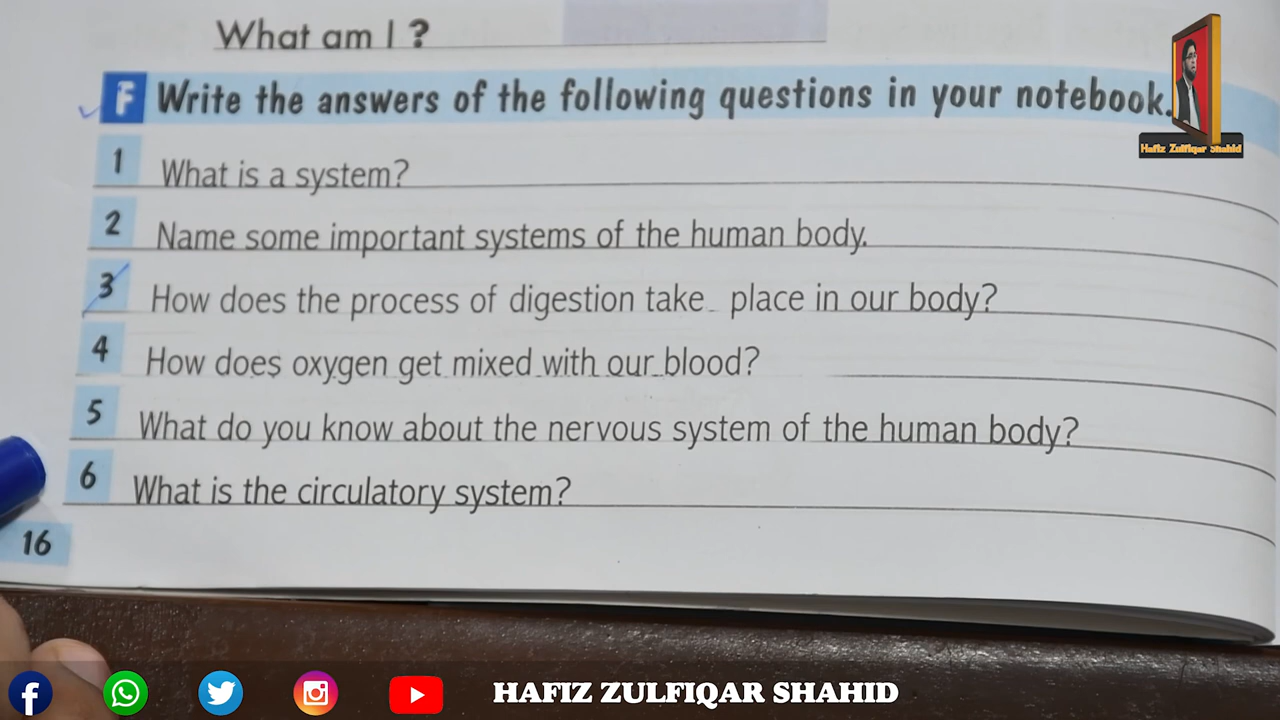 What am I ?
F Write the answers of the following questions in your notebook.
Hafiz Zulfiqar Shahid
1 What is a system?
2 Name some important systems of the human body.
3 How does the process of digestion take place in our body?
4 How does oxygen get mixed with our blood?
5 What do you know about the nervous system of the human body?
6 What is the circulatory system?
16
HAFIZ ZULFIQAR SHAHID